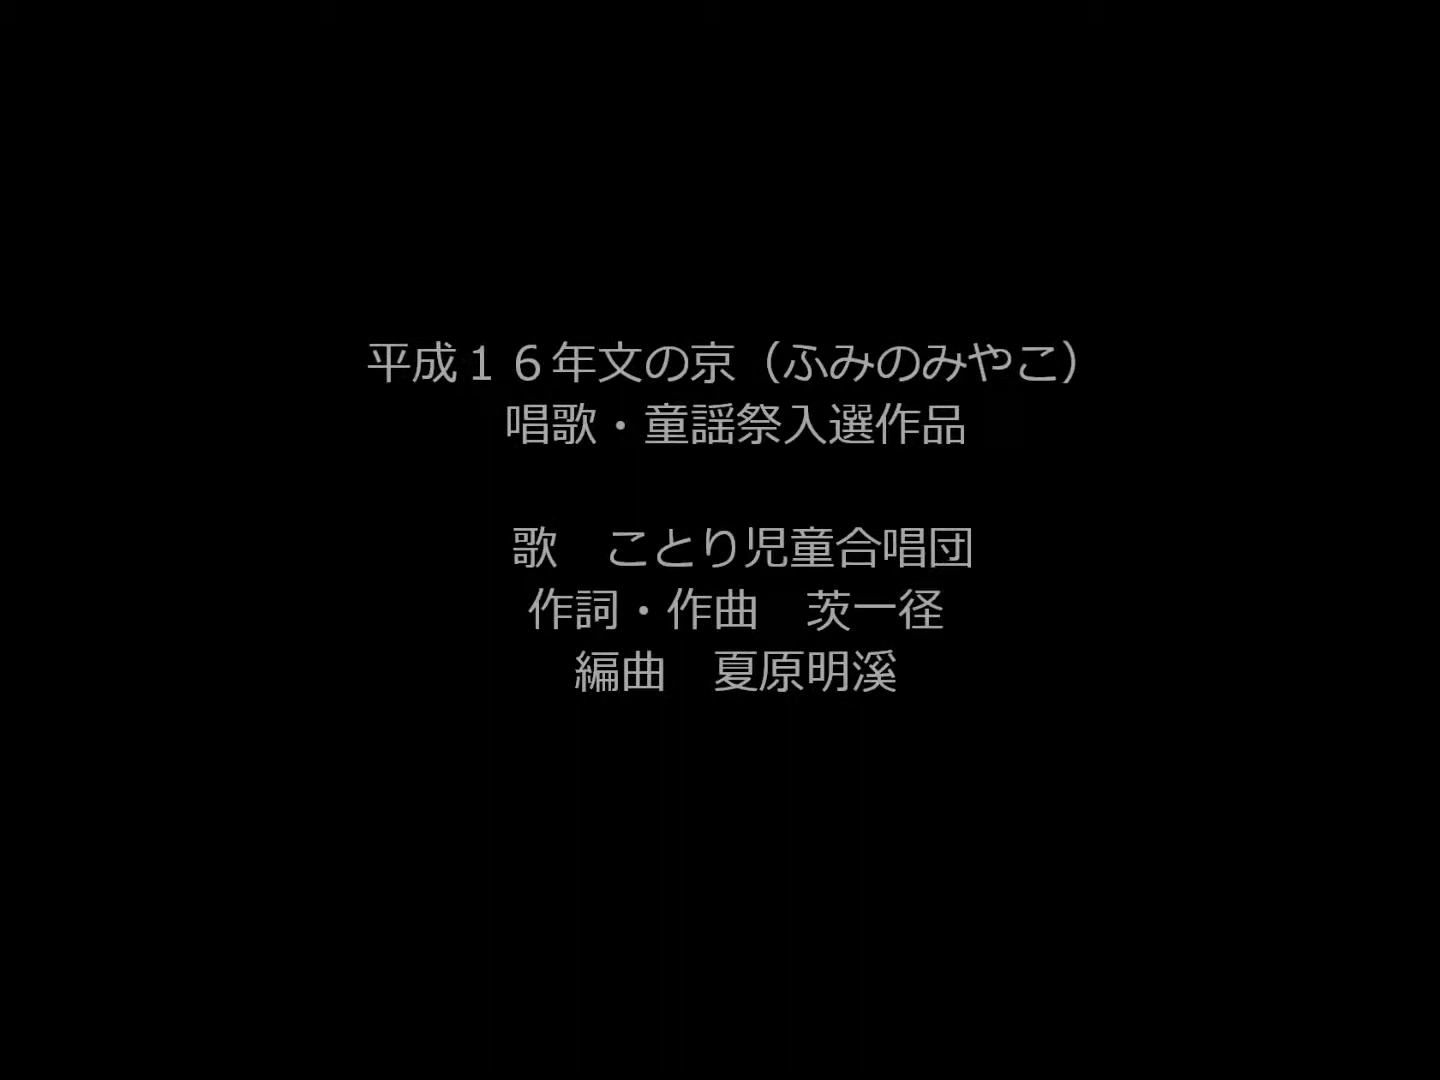 平成１６年文の京（ふみのみやこ）
唱歌・童謡祭入選作品
歌　ことり児童合唱団
作詞・作曲　茨一径
編曲　夏原明溪